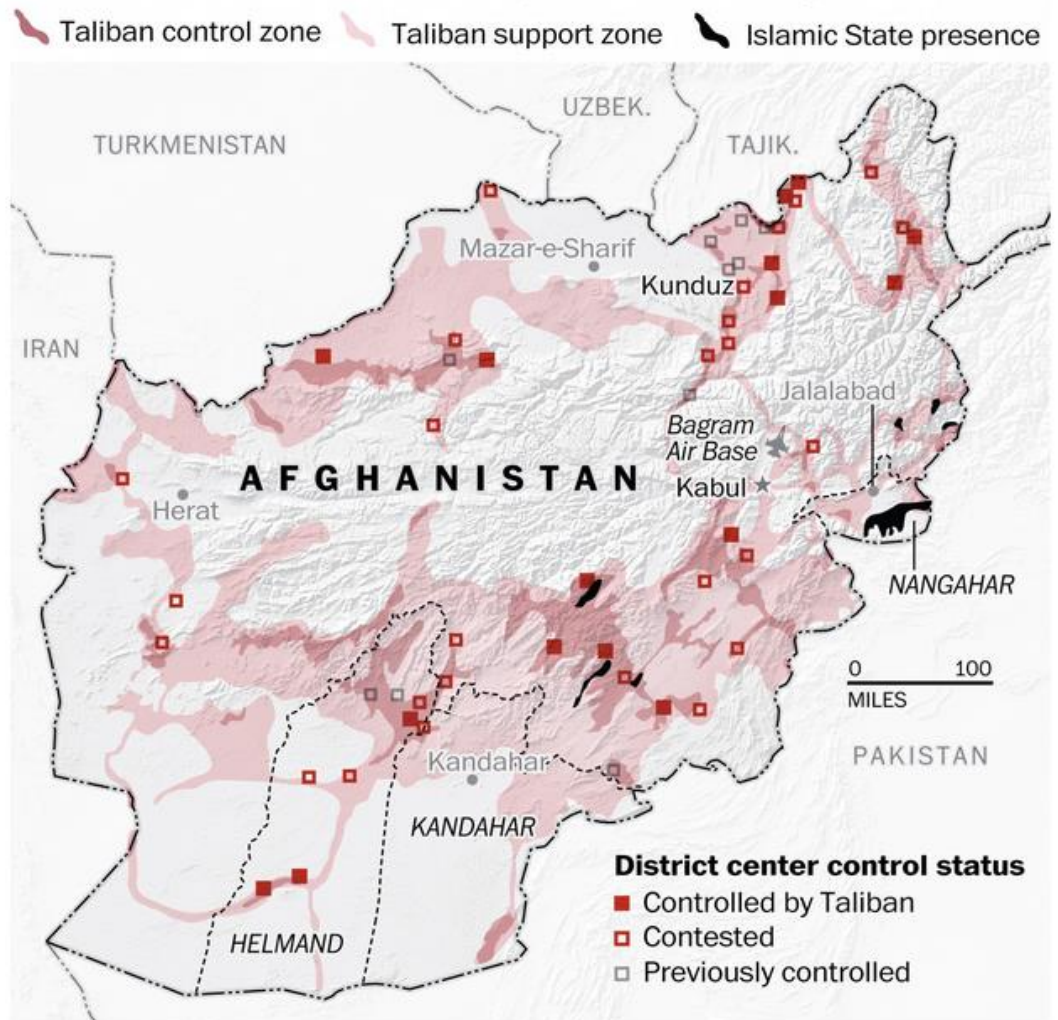 Taliban control zone
Taliban support zone
Islamic State presence
UZBEK.
TURKMENISTAN
TAJIK.
Mazar-e-Sharif
Kunduz
IRAN
Jalalabad
Bagram
Air Base
AFGHANISTAN
Kabul
Herat
NANGAHAR
0 100
MILES
PAKISTAN
Kandahar
KANDAHAR
HELMAND
District center control status
Controlled by Taliban
Contested
Previously controlled